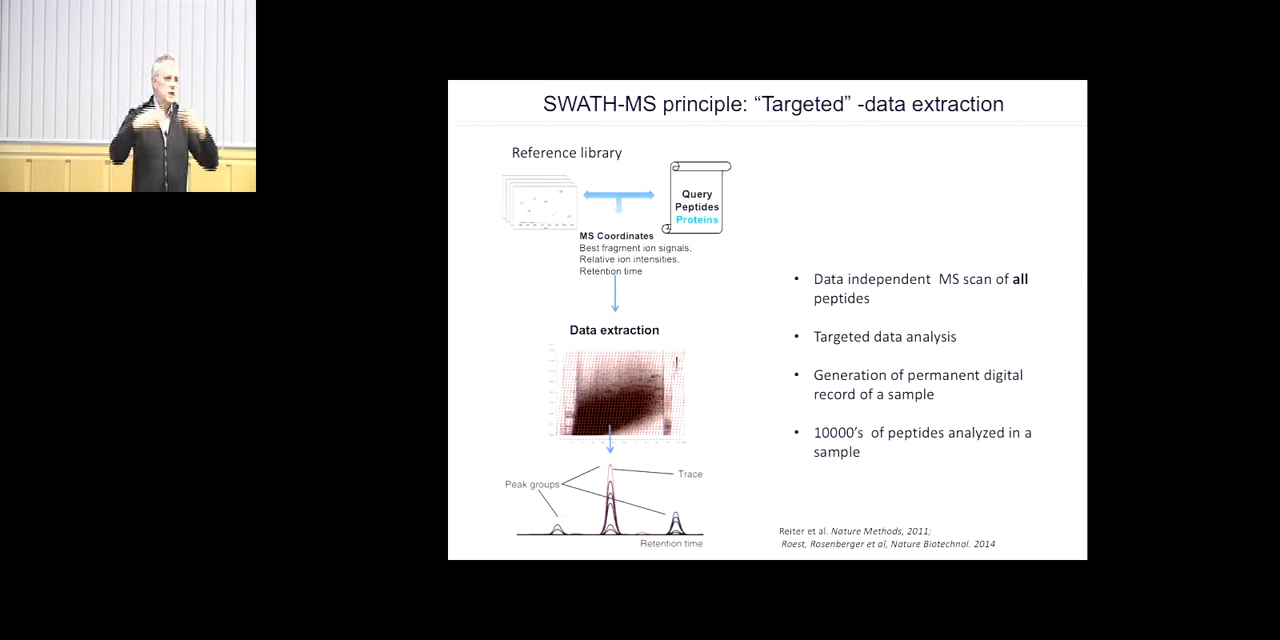 SWATH-MS principle: “Targeted” -data extraction
Reference library
Query
Peptides
Proteins
MS Coordinates
Best fragment ion signals,
Relative ion intensities,
Retention time
Data extraction
Peak groups
Trace
Retention time
• Data independent  MS scan of all
peptides
• Targeted data analysis
• Generation of permanent digital
record of a sample
• 10000’s  of peptides analyzed in a
sample
Reiter et al. Nature Methods, 2011;
Roest, Rosenberger et al, Nature Biotechnol. 2014